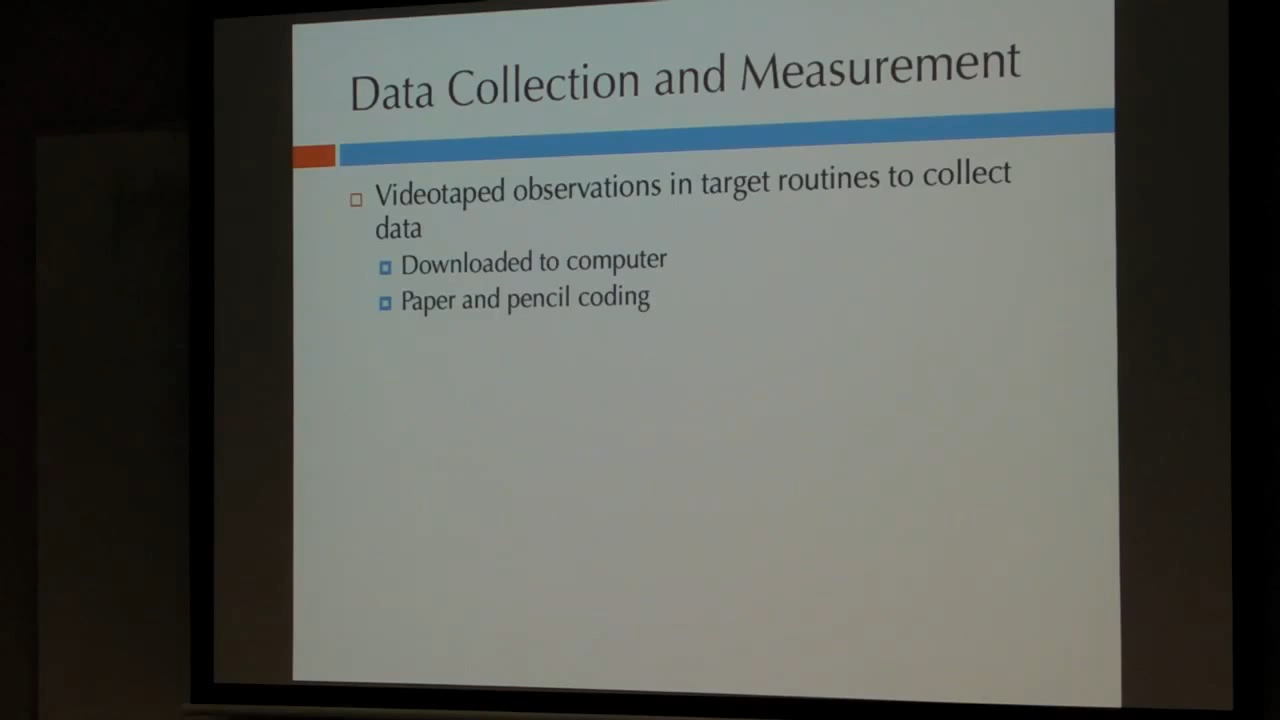 Data Collection and Measurement
Videotaped observations in target routines to collect
data
Downloaded to computer
Paper and pencil coding